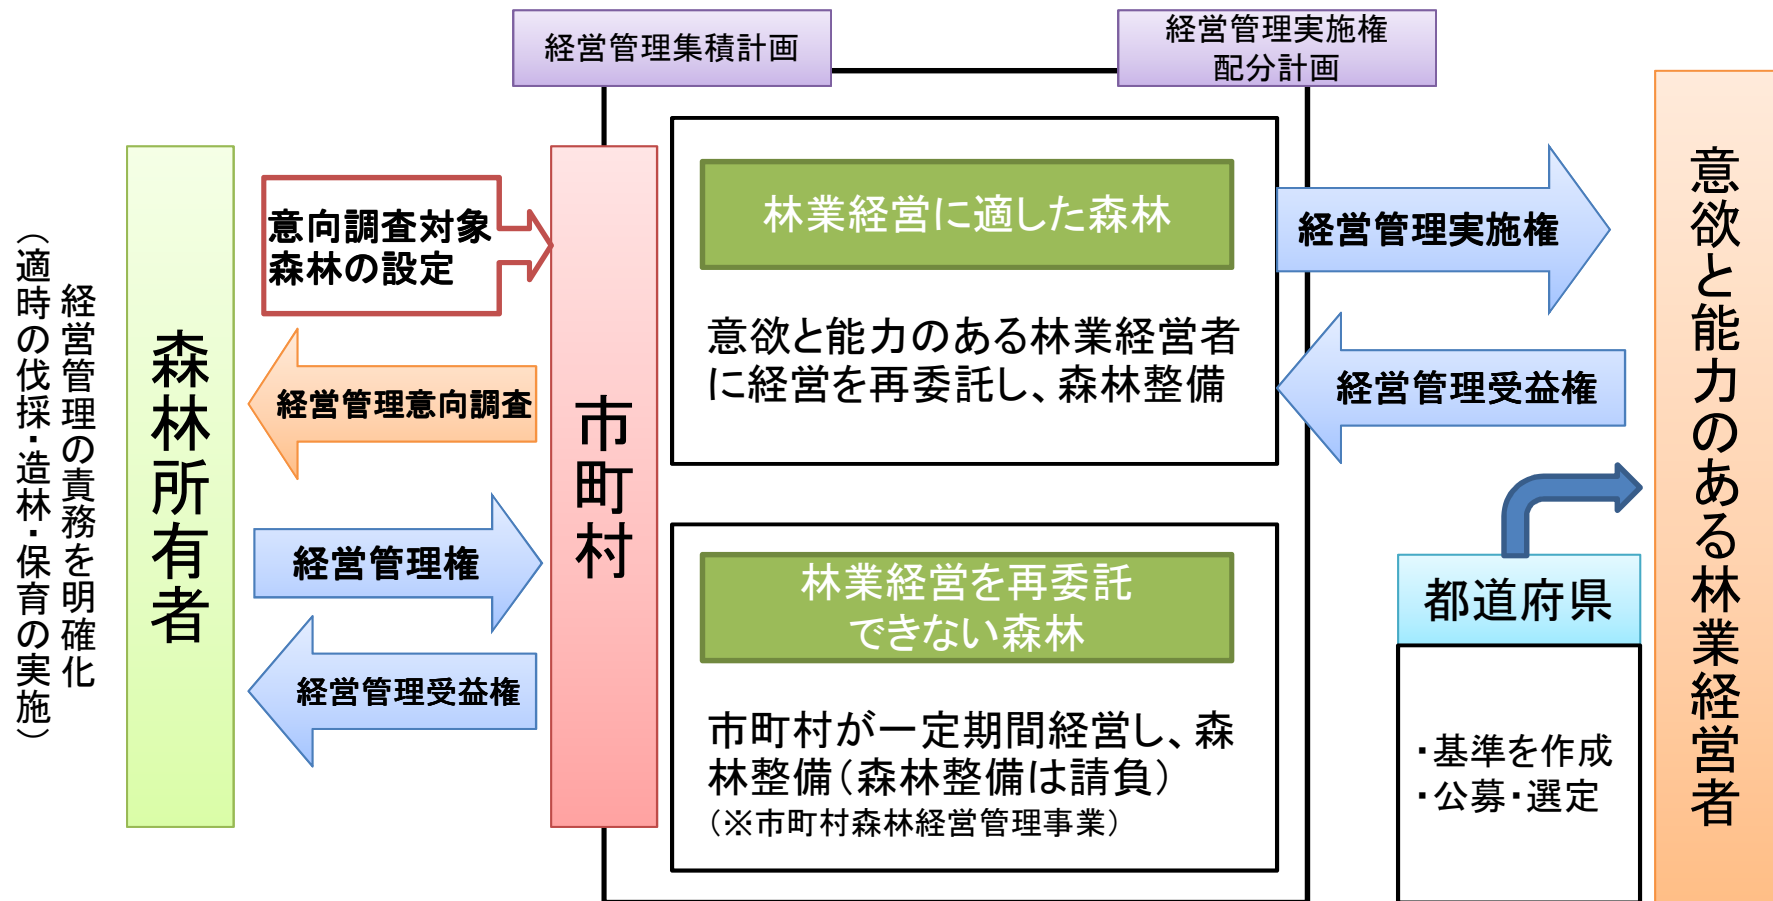 経営管理集積計画
経営管理実施権
配分計画
経営管理の責務を明確化
（適時の伐採・造林・保育の実施）
森林所有者
意向調査対象
森林の設定
経営管理意向調査
経営管理権
経営管理受益権
市町村
林業経営に適した森林
意欲と能力のある林業経営者
に経営を再委託し、森林整備
林業経営を再委託
できない森林
市町村が一定期間経営し、森
林整備（森林整備は請負）
（※市町村森林経営管理事業）
経営管理実施権
経営管理受益権
都道府県
・基準を作成
・公募・選定
意欲と能力のある林業経営者